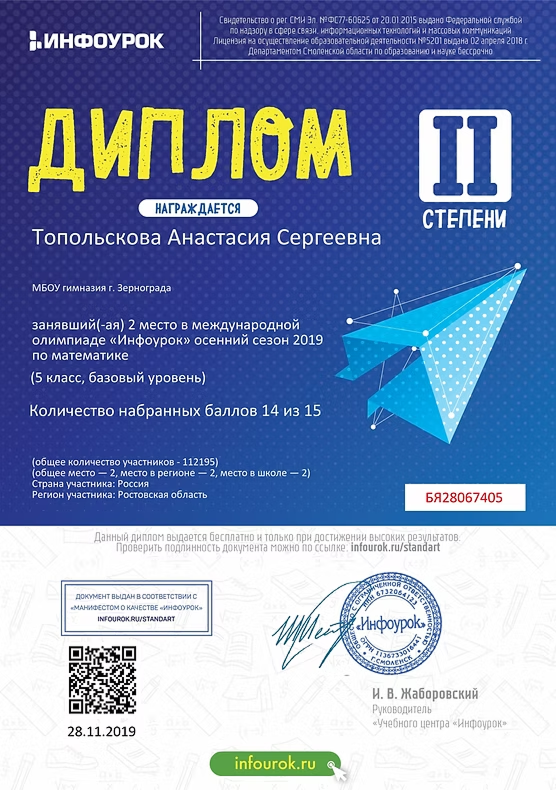 ИНФОУРОК
Свидетельство о рег. СМИ Эл. №ФС77-60625 от 20.01.2015 выдано Федеральной службой
по надзору в сфере связи, информационных технологий и массовых коммуникаций
Лицензия на осуществление образовательной деятельности №5201 выдана 02 апреля 2018 г.
Департаментом Смоленской области по образованию и науке бессрочно
ДИПЛОМ
II
СТЕПЕНИ
НАГРАЖДАЕТСЯ
Топольскова Анастасия Сергеевна
МБОУ гимназия г. Зернограда
занявший(-ая) 2 место в международной
олимпиаде «Инфоурок» осенний сезон 2019
по математике
(5 класс, базовый уровень)
Количество набранных баллов 14 из 15
(общее количество участников - 112195)
(общее место — 2, место в регионе — 2, место в школе — 2)
Страна участника: Россия
Регион участника: Ростовская область
БЯ28067405
Данный диплом выдается бесплатно и только при достижении высоких результатов.
Проверить подлинность документа можно по ссылке: infourok.ru/standart
ДОКУМЕНТ ВЫДАН В СООТВЕТСТВИИ С
«МАНИФЕСТОМ О КАЧЕСТВЕ «ИНФОУРОК»
INFOUROK.RU/STANDART
ОБЩЕСТВО С ОГРАНИЧЕННОЙ ОТВЕТСТВЕННОСТЬЮ
ИНН 6732064123
«Инфоурок»
Г.СМОЛЕНСК
28.11.2019
И. В. Жаборовский
Руководитель
«Учебного центра «Инфоурок»
infourok.ru